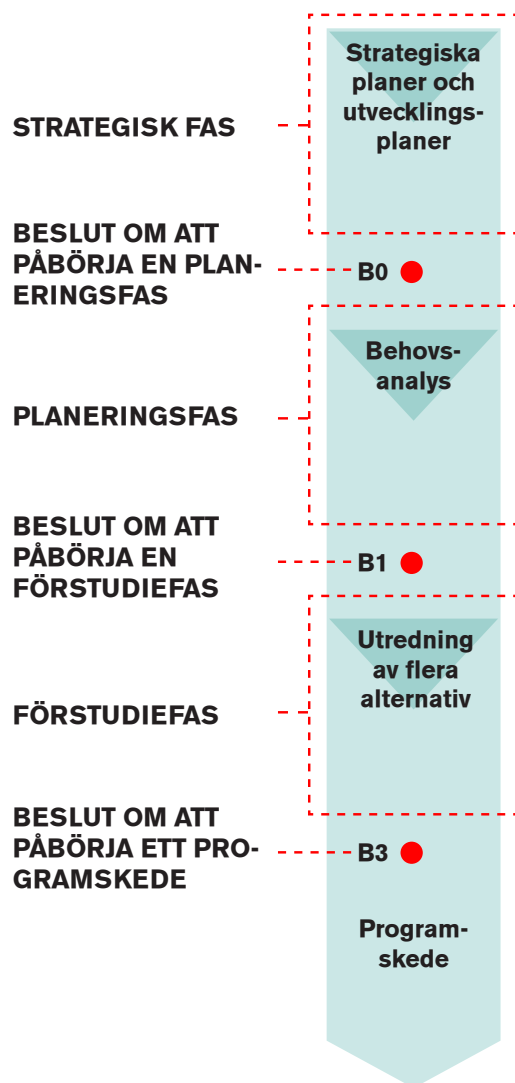 Strategiska
planer och
utvecklings-
planer
STRATEGISK FAS
BESLUT OM ATT
PÅBÖRJA EN PLAN-
ERINGSFAS
B0
Behovs-
analys
PLANERINGSFAS
BESLUT OM ATT
PÅBÖRJA EN
FÖRSTUDIEFAS
B1
Utredning
av flera
alternativ
FÖRSTUDIEFAS
BESLUT OM ATT
PÅBÖRJA ETT PRO-
GRAMSKEDE
B3
Program-
skede